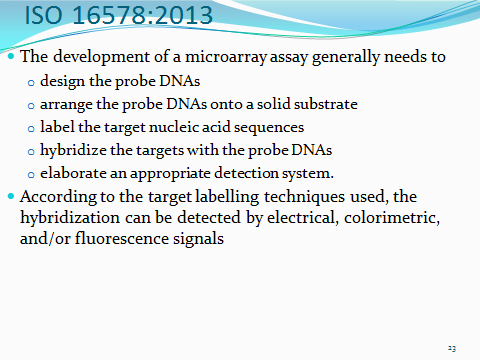 ISO 16578:2013
• The development of a microarray assay generally needs to
o design the probe DNAs
o arrange the probe DNAs onto a solid substrate
o label the target nucleic acid sequences
o hybridize the targets with the probe DNAs
o elaborate an appropriate detection system.
• According to the target labelling techniques used, the
hybridization can be detected by electrical, colorimetric,
and/or fluorescence signals
23